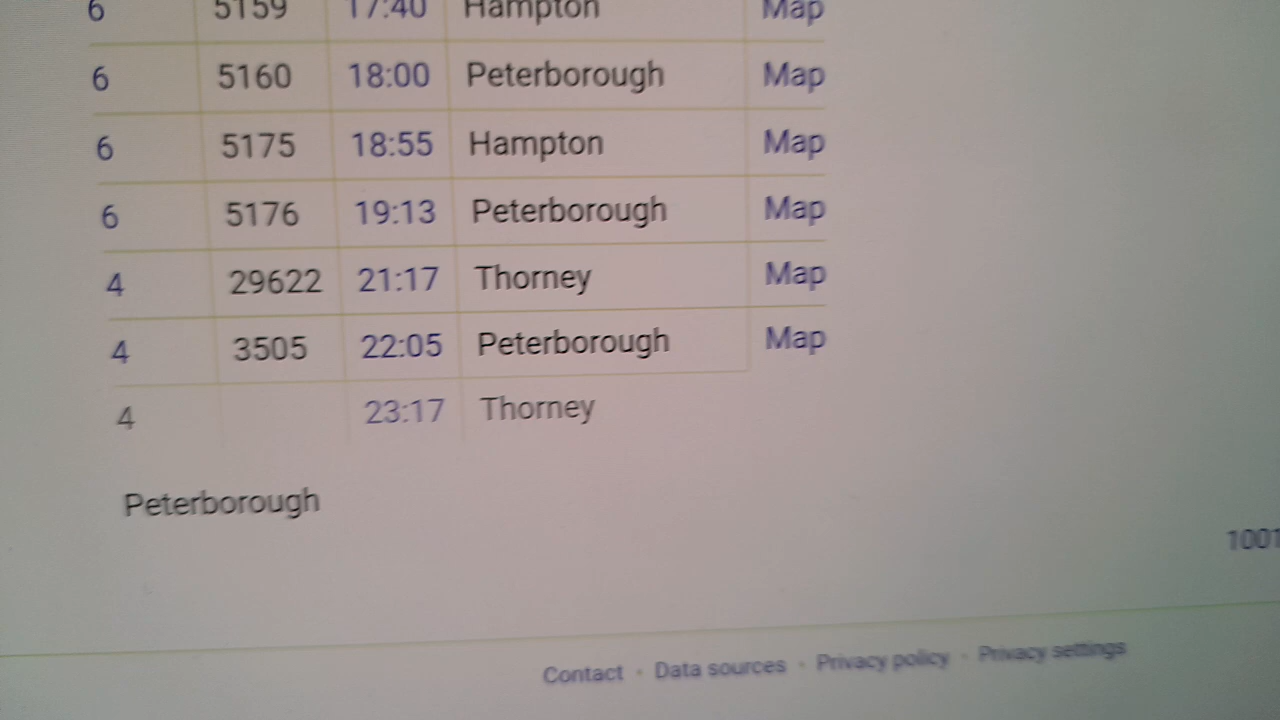 6 5159 17:40 Hampton Map
6 5160 18:00 Peterborough Map
6 5175 18:55 Hampton Map
6 5176 19:13 Peterborough Map
4 29622 21:17 Thorney Map
4 3505 22:05 Peterborough Map
4 23:17 Thorney
Peterborough
1001
Contact · Data sources · Privacy policy · Privacy settings